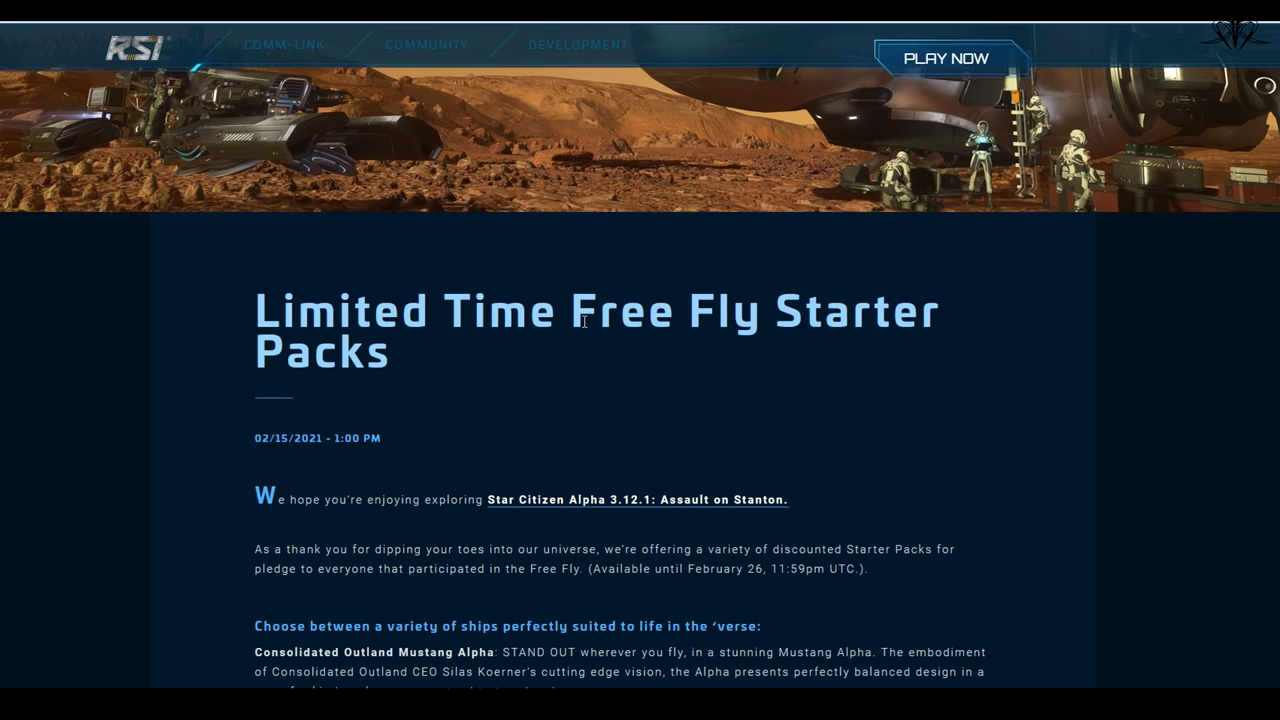 RSI COMM-LINK COMMUNITY DEVELOPMENT PLAY NOW
Limited Time Free Fly Starter
Packs
02/15/2021 - 1:00 PM
We hope you’re enjoying exploring Star Citizen Alpha 3.12.1: Assault on Stanton.
As a thank you for dipping your toes into our universe, we’re offering a variety of discounted Starter Packs for
pledge to everyone that participated in the Free Fly. (Available until February 26, 11:59pm UTC.).
Choose between a variety of ships perfectly suited to life in the ‘verse:
Consolidated Outland Mustang Alpha: STAND OUT wherever you fly, in a stunning Mustang Alpha. The embodiment
of Consolidated Outland CEO Silas Koerner’s cutting edge vision, the Alpha presents perfectly balanced design in a